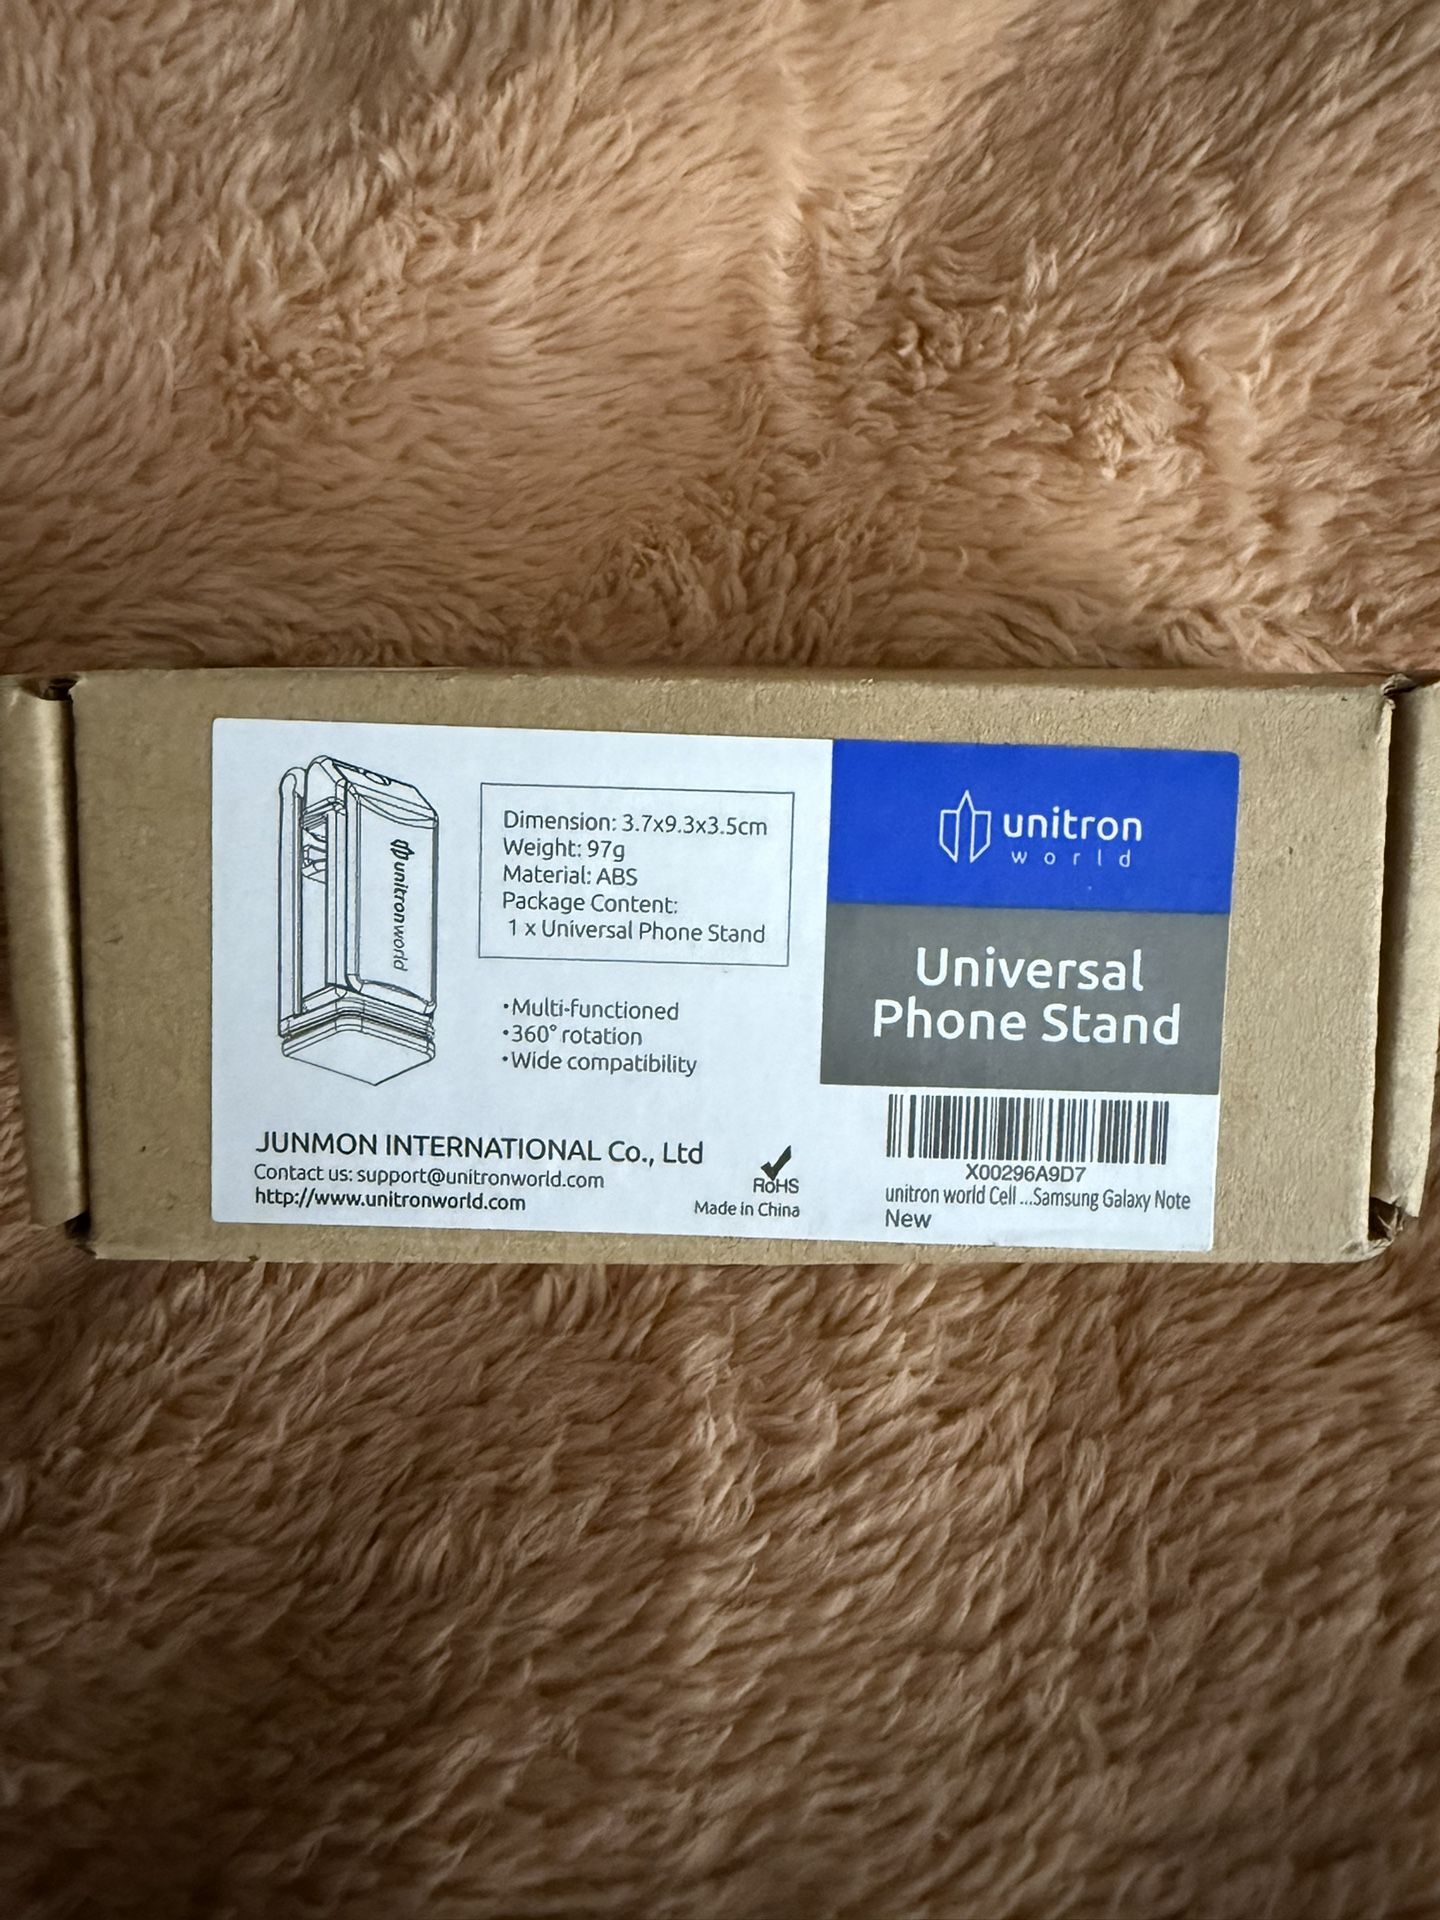 unitronworld
Dimension: 3.7x9.3x3.5cm
Weight: 97g
Material: ABS
Package Content:
1 x Universal Phone Stand
•Multi-functioned
•360° rotation
•Wide compatibility
JUNMON INTERNATIONAL Co., Ltd
Contact us: support@unitronworld.com
http://www.unitronworld.com
RoHS
Made in China
unitron
world
Universal
Phone Stand
X00296A9D7
unitron world Cell ...Samsung Galaxy Note
New